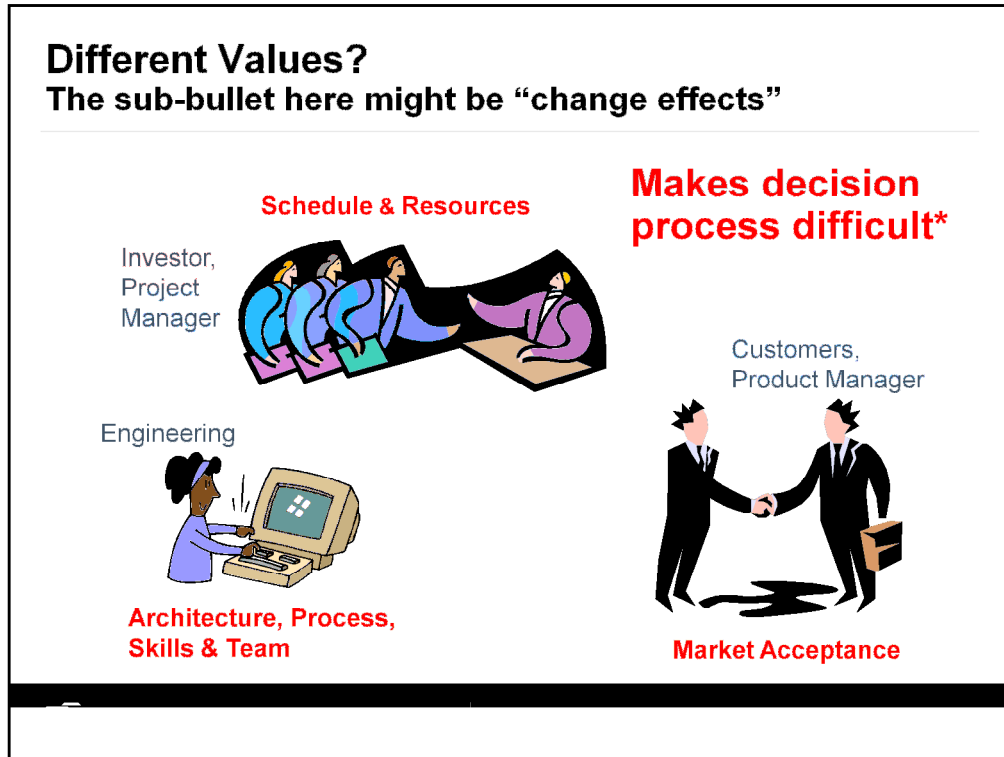 Different Values?
The sub-bullet here might be “change effects”
Makes decision
process difficult*
Schedule & Resources
Investor,
Project
Manager
Customers,
Product Manager
Engineering
Architecture, Process,
Skills & Team
Market Acceptance